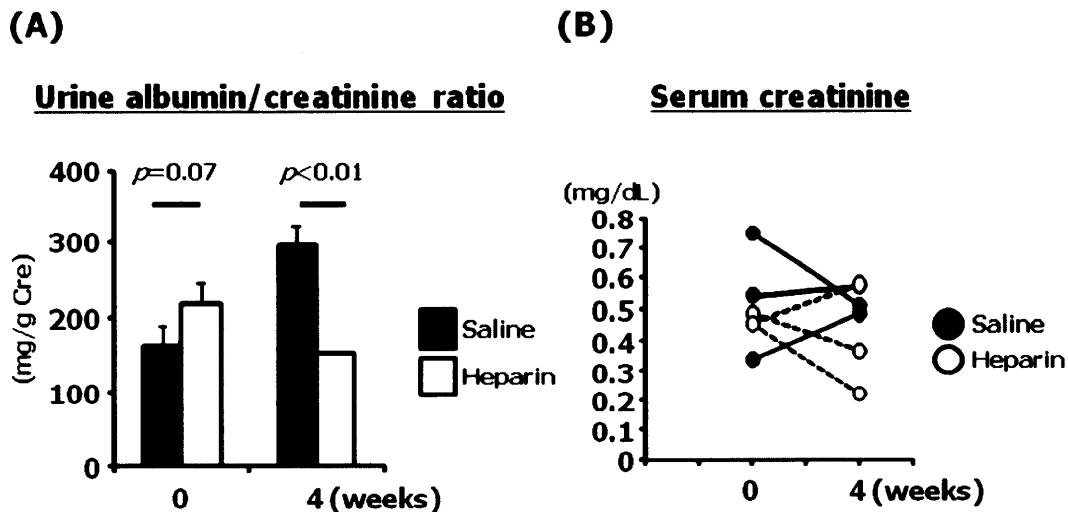 (A)
Urine albumin/creatinine ratio
(mg/g Cre)
400
300
200
100
0
p=0.07
p<0.01
0
4 (weeks)
Saline
Heparin
(B)
Serum creatinine
(mg/dL)
0.8
0.7
0.6
0.5
0.4
0.3
0.2
0.1
0
0
4 (weeks)
Saline
Heparin